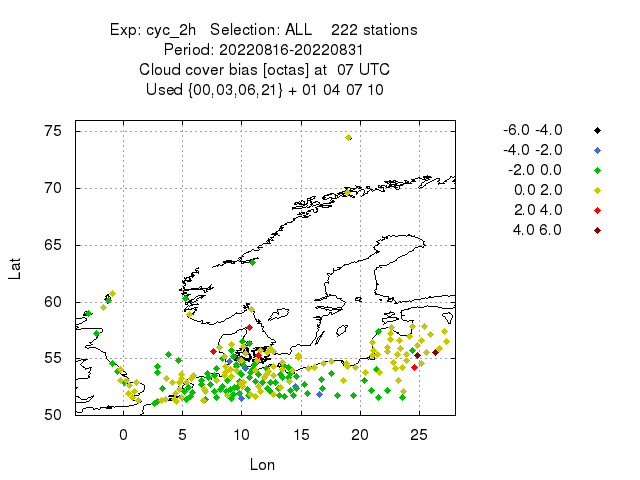 Exp: cyc_2h   Selection: ALL    222 stations
Period: 20220816-20220831
Cloud cover bias [octas] at  07 UTC
Used {00,03,06,21} + 01 04 07 10
-6.0 -4.0
-4.0 -2.0
-2.0 0.0
0.0 2.0
2.0 4.0
4.0 6.0
Lat
75
70
65
60
55
50
0 5 10 15 20 25
Lon